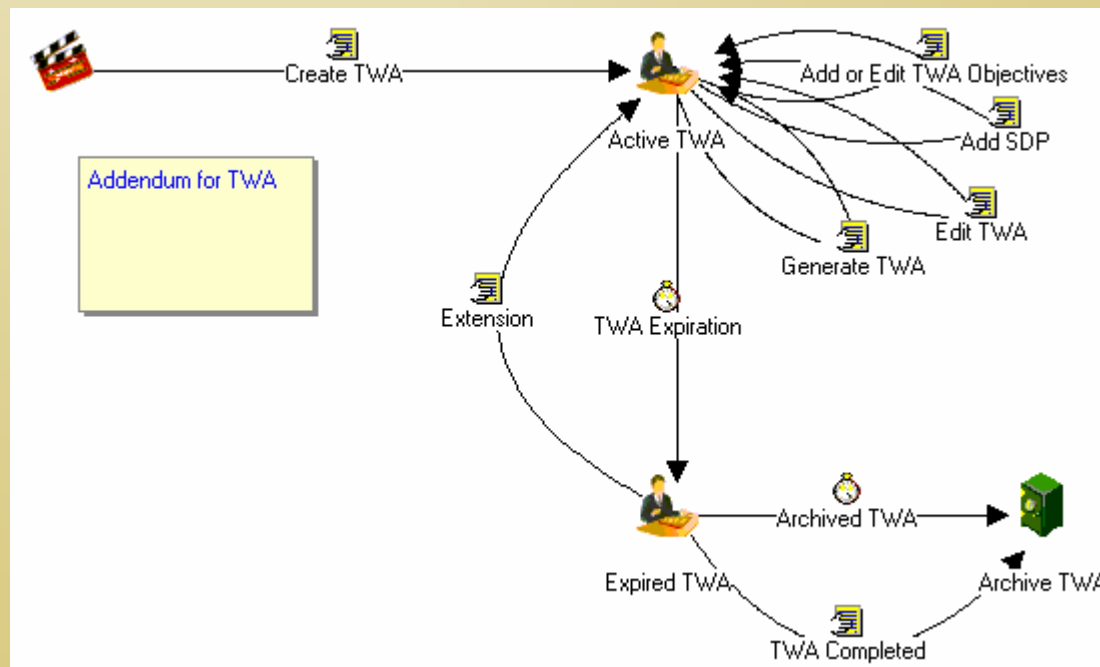 Create TWA
Add or Edit TWA Objectives
Active TWA
Add SDP
Addendum for TWA
Edit TWA
Generate TWA
Extension
TWA Expiration
Archived TWA
Expired TWA
Archive TWA
TWA Completed